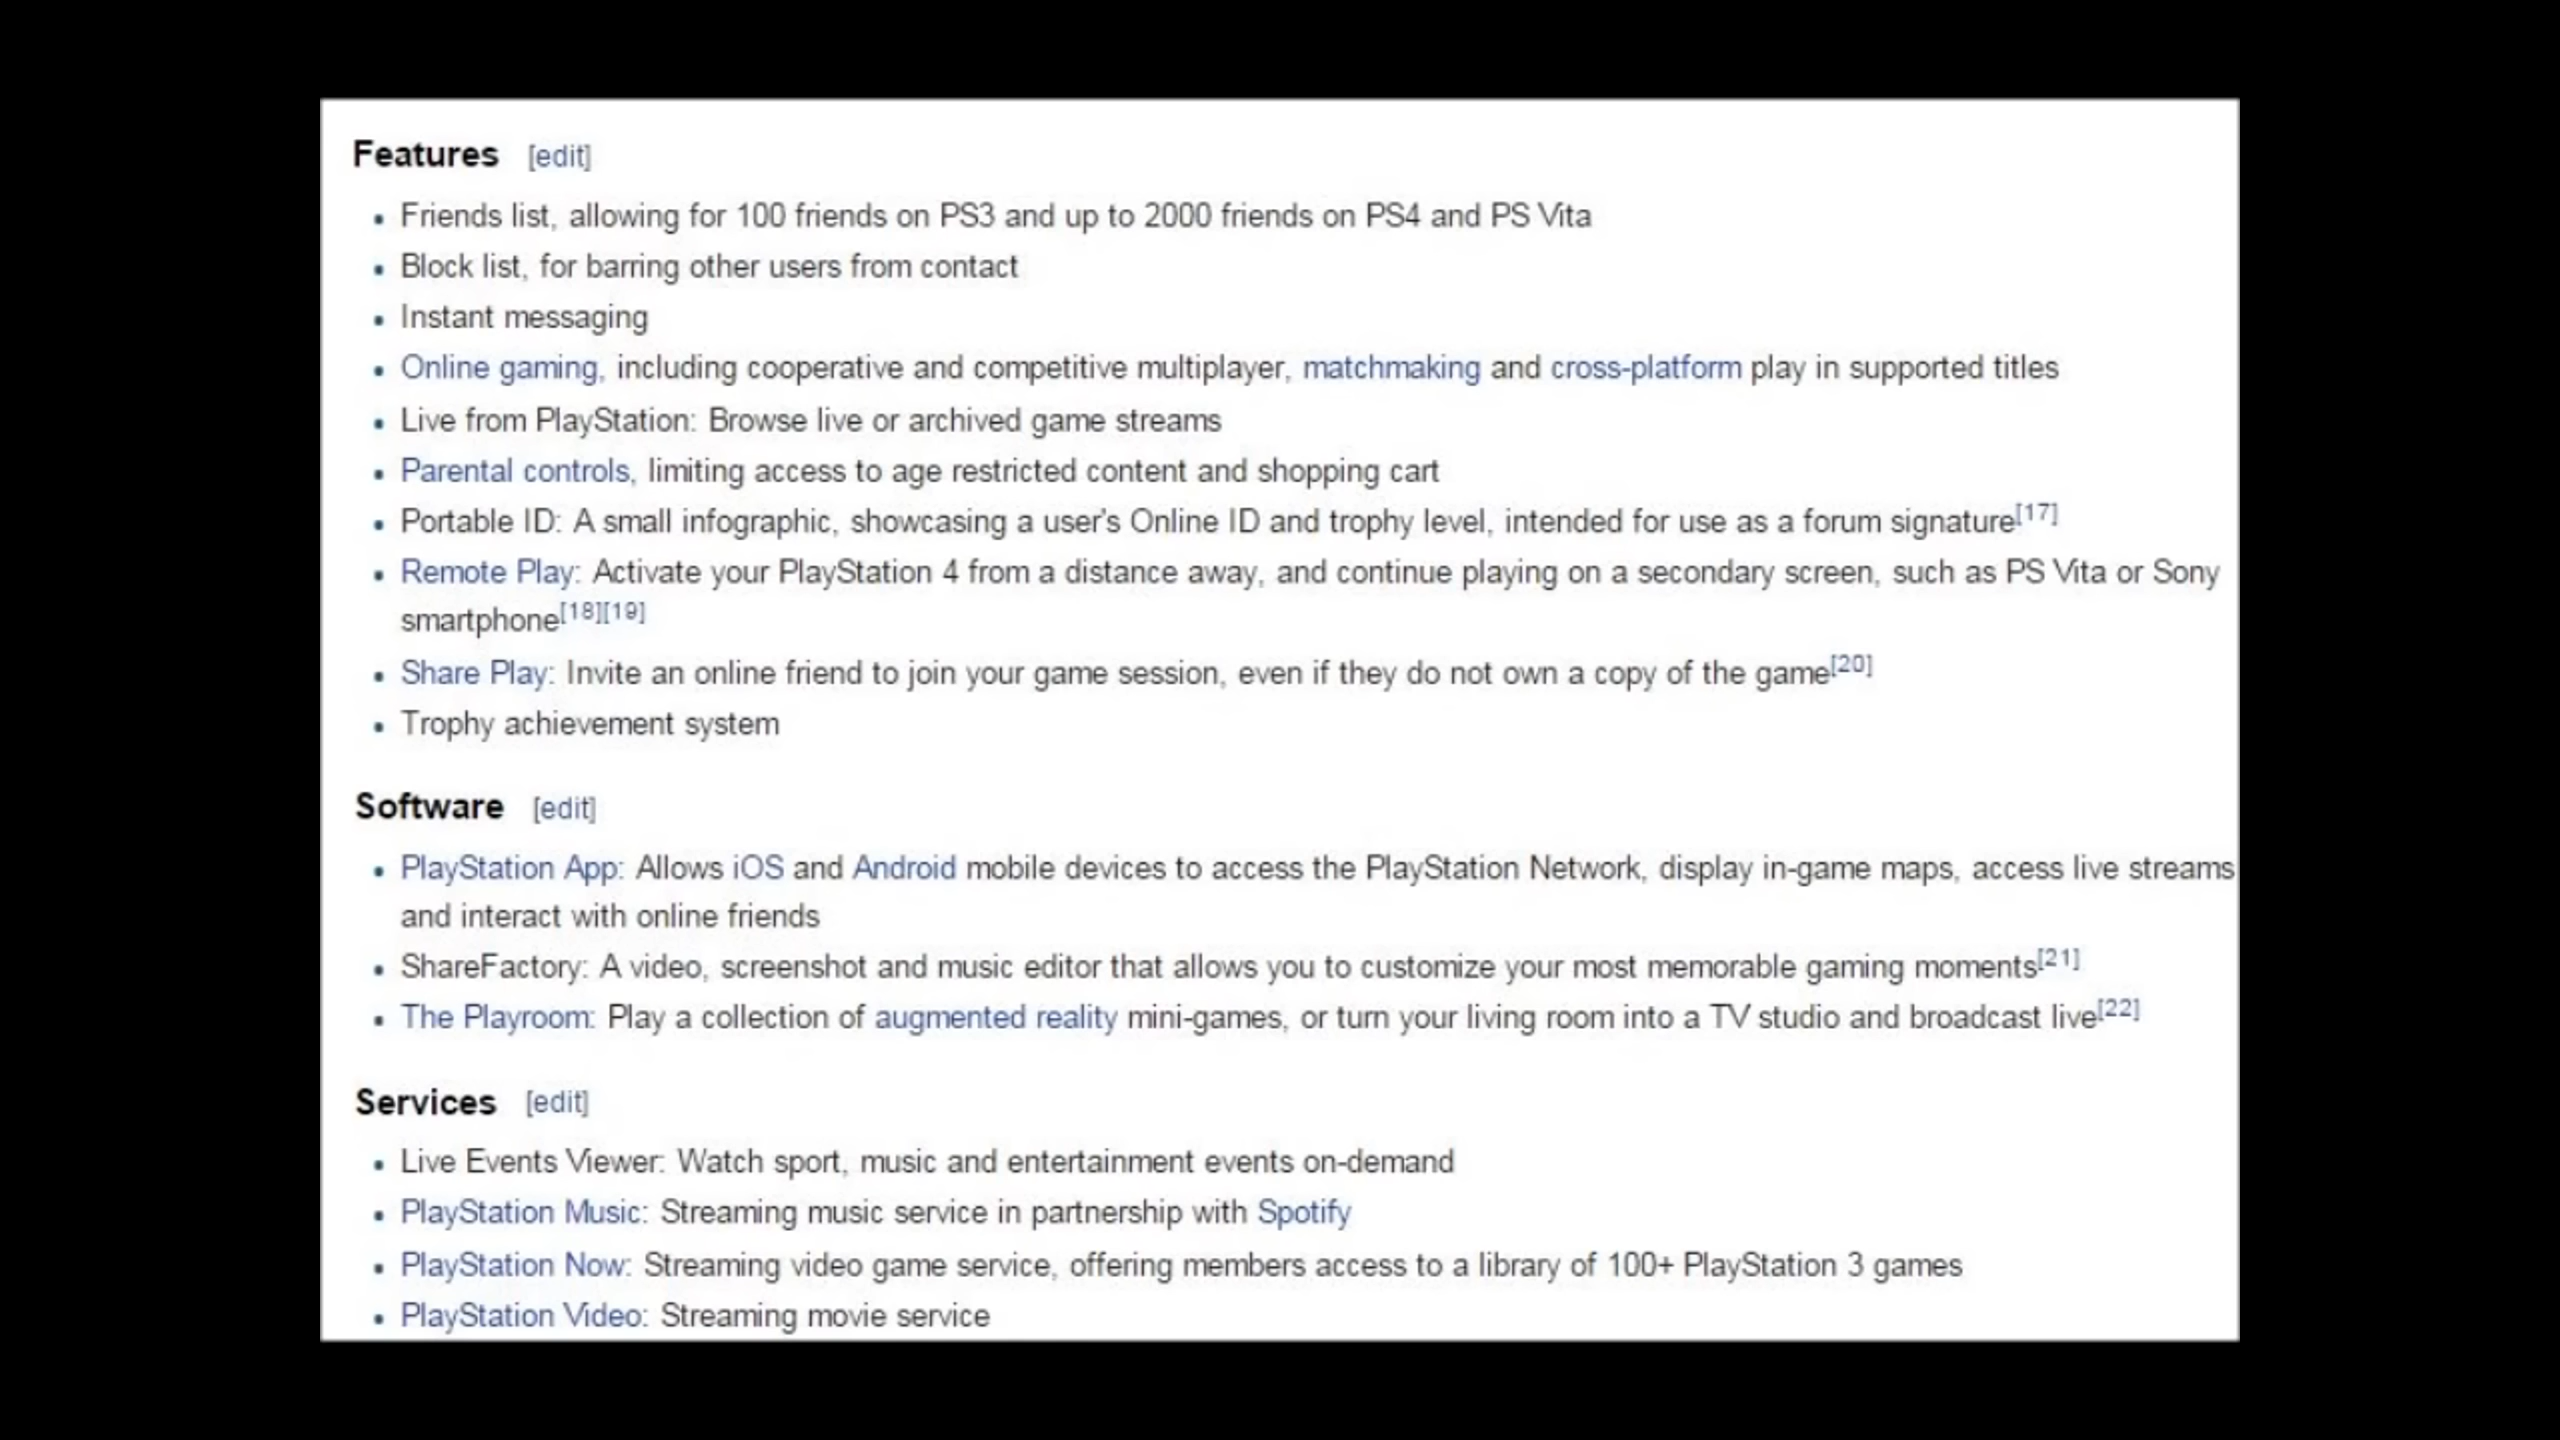 Features [edit]
• Friends list, allowing for 100 friends on PS3 and up to 2000 friends on PS4 and PS Vita
• Block list, for barring other users from contact
• Instant messaging
• Online gaming, including cooperative and competitive multiplayer, matchmaking and cross-platform play in supported titles
• Live from PlayStation: Browse live or archived game streams
• Parental controls, limiting access to age restricted content and shopping cart
• Portable ID: A small infographic, showcasing a user's Online ID and trophy level, intended for use as a forum signature[17]
• Remote Play: Activate your PlayStation 4 from a distance away, and continue playing on a secondary screen, such as PS Vita or Sony
smartphone[18][19]
• Share Play: Invite an online friend to join your game session, even if they do not own a copy of the game[20]
• Trophy achievement system
Software [edit]
• PlayStation App: Allows iOS and Android mobile devices to access the PlayStation Network, display in-game maps, access live streams
and interact with online friends
• ShareFactory: A video, screenshot and music editor that allows you to customize your most memorable gaming moments[21]
• The Playroom: Play a collection of augmented reality mini-games, or turn your living room into a TV studio and broadcast live[22]
Services [edit]
• Live Events Viewer: Watch sport, music and entertainment events on-demand
• PlayStation Music: Streaming music service in partnership with Spotify
• PlayStation Now: Streaming video game service, offering members access to a library of 100+ PlayStation 3 games
• PlayStation Video: Streaming movie service